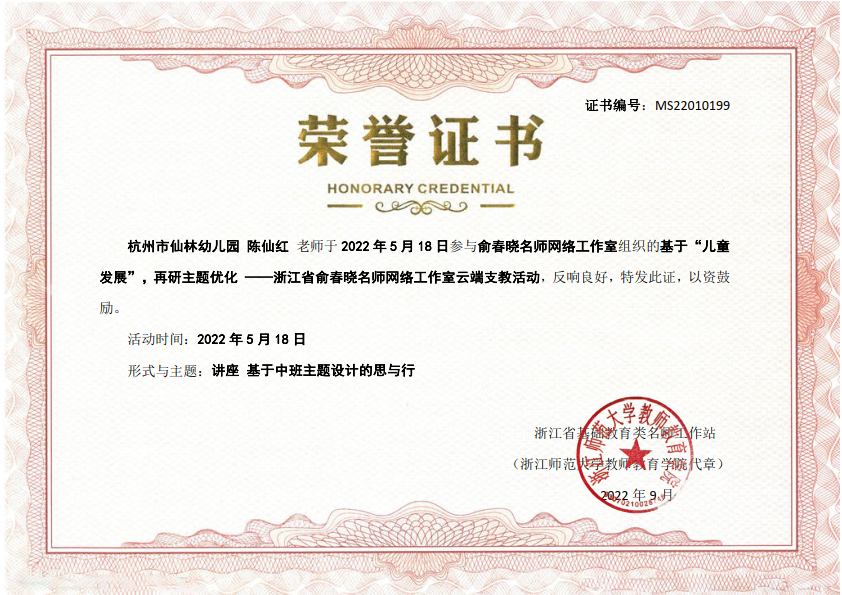 证书编号：MS22010199
荣誉证书
HONORARY CREDENTIAL
杭州市仙林幼儿园 陈仙红 老师于 2022 年 5 月 18 日参与俞春晓名师网络工作室组织的基于“儿童
发展”，再研主题优化 ——浙江省俞春晓名师网络工作室云端支教活动，反响良好，特发此证，以资鼓
励。
活动时间：2022 年 5 月 18 日
形式与主题：讲座 基于中班主题设计的思与行
浙江省基础教育类名师工作站
（浙江师范大学教师教育学院代章）
2022 年 9 月
浙江师范大学教师教育学院